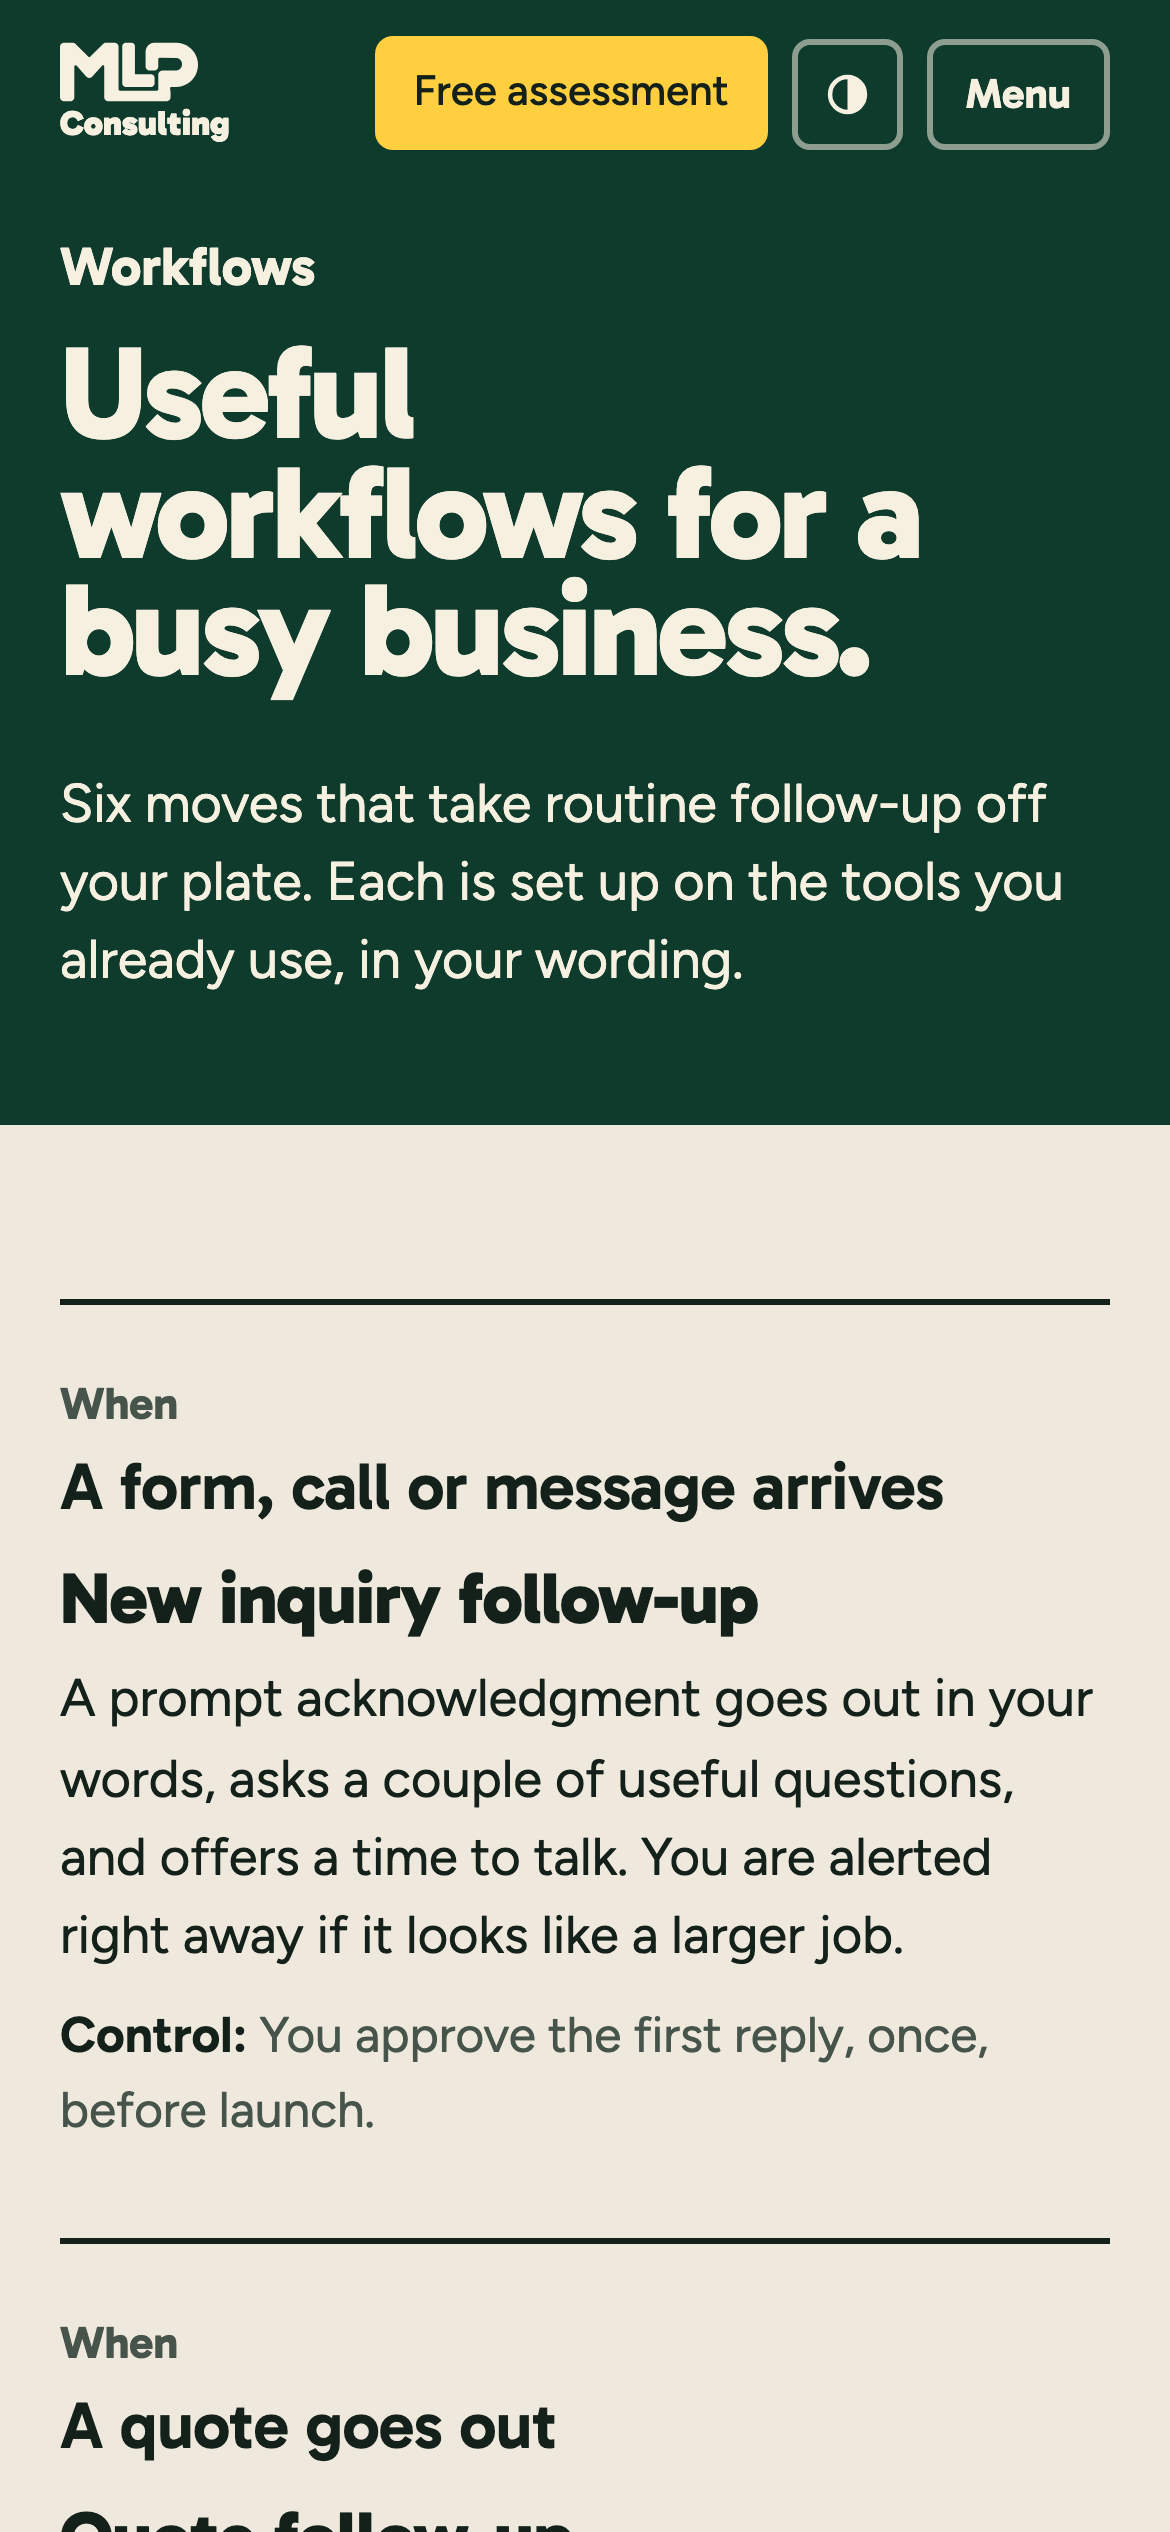 MLP
Consulting
Free assessment
Menu
Workflows
Useful
workflows for a
busy business.
Six moves that take routine follow-up off
your plate. Each is set up on the tools you
already use, in your wording.
When
A form, call or message arrives
New inquiry follow-up
A prompt acknowledgment goes out in your
words, asks a couple of useful questions,
and offers a time to talk. You are alerted
right away if it looks like a larger job.
Control: You approve the first reply, once,
before launch.
When
A quote goes out
Quote follow-up